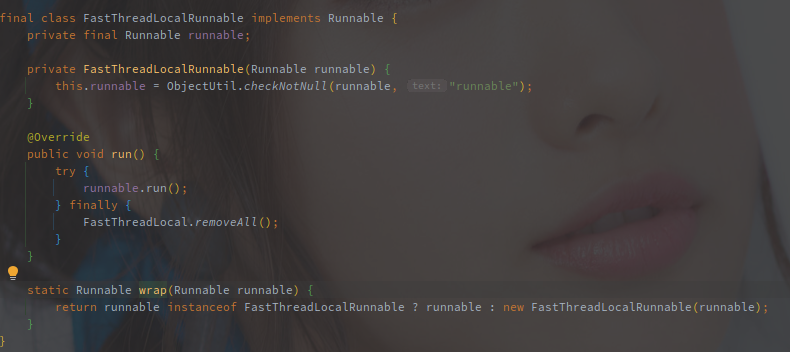 final class FastThreadLocalRunnable implements Runnable {
private final Runnable runnable;
private FastThreadLocalRunnable(Runnable runnable) {
this.runnable = ObjectUtil.checkNotNull(runnable, text: "runnable");
}
@Override
public void run() {
try {
runnable.run();
} finally {
FastThreadLocal.removeAll();
}
}
static Runnable wrap(Runnable runnable) {
return runnable instanceof FastThreadLocalRunnable ? runnable : new FastThreadLocalRunnable(runnable);
}
}